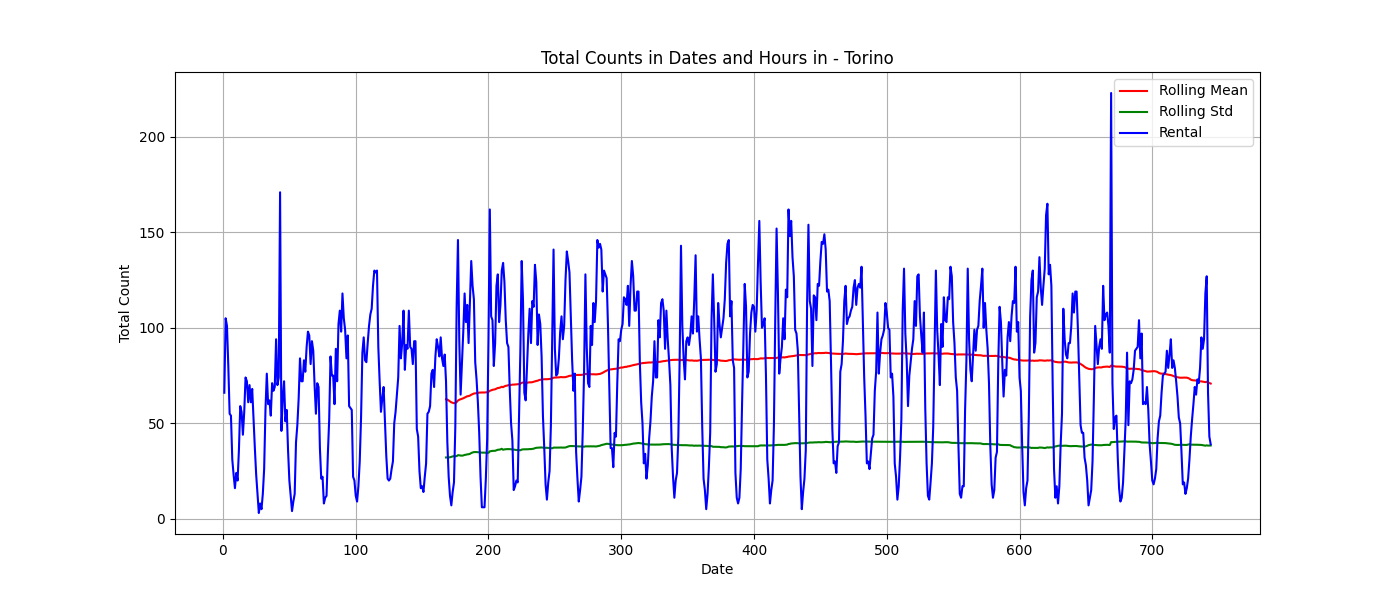 Total Counts in Dates and Hours in - Torino
Rolling Mean
Rolling Std
Rental
Total Count
200
150
100
50
0
0 100 200 300 400 500 600 700
Date